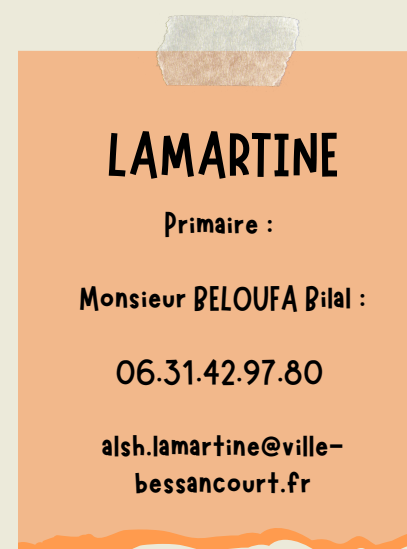 LAMARTINE
Primaire :
Monsieur BELOUFA Bilal :
06.31.42.97.80
alsh.lamartine@ville-
bessancourt.fr